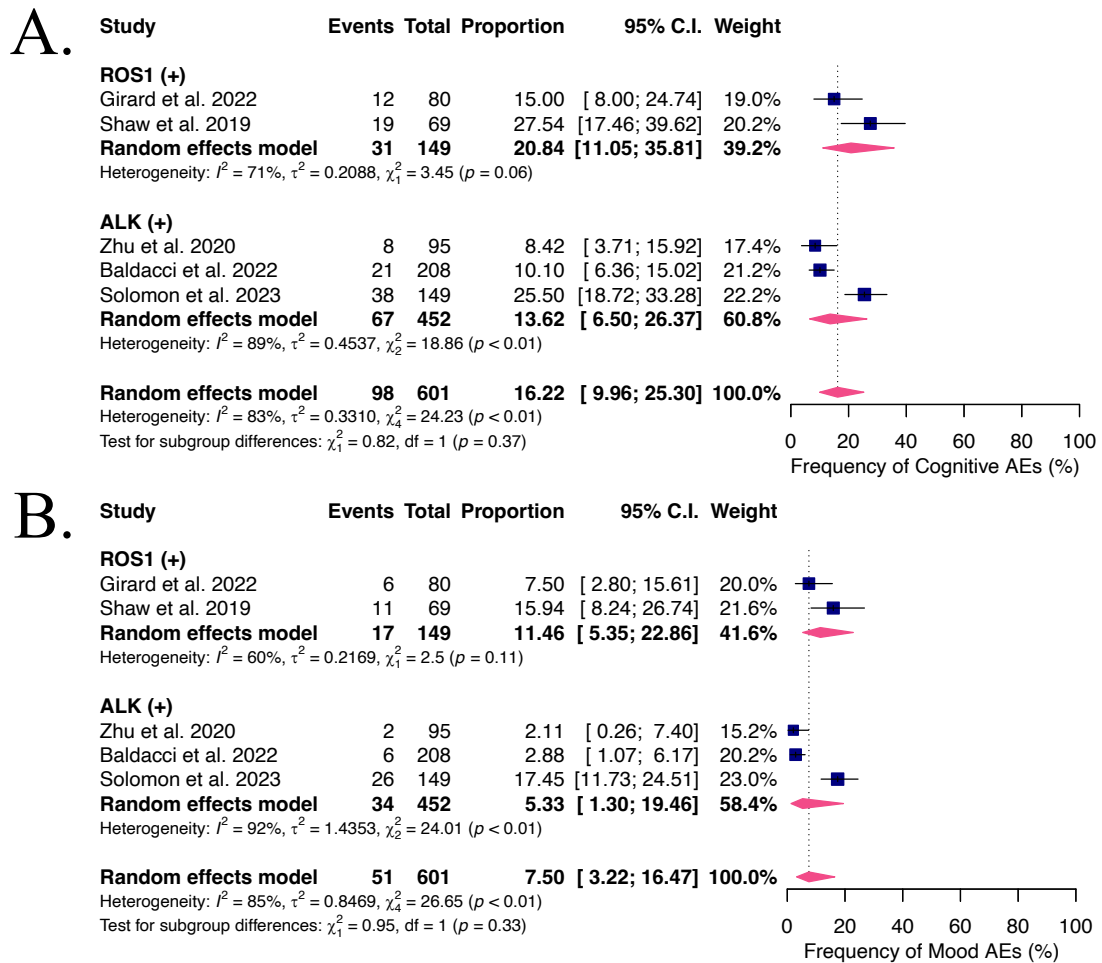 A.
Study Events Total Proportion 95% C.I. Weight
ROS1 (+)
Girard et al. 2022 12 80 15.00 [ 8.00; 24.74] 19.0%
Shaw et al. 2019 19 69 27.54 [17.46; 39.62] 20.2%
Random effects model 31 149 20.84 [11.05; 35.81] 39.2%
Heterogeneity: I² = 71%, τ² = 0.2088, χ²₁ = 3.45 (p = 0.06)
ALK (+)
Zhu et al. 2020 8 95 8.42 [ 3.71; 15.92] 17.4%
Baldacci et al. 2022 21 208 10.10 [ 6.36; 15.02] 21.2%
Solomon et al. 2023 38 149 25.50 [18.72; 33.28] 22.2%
Random effects model 67 452 13.62 [ 6.50; 26.37] 60.8%
Heterogeneity: I² = 89%, τ² = 0.4537, χ²₂ = 18.86 (p < 0.01)
Random effects model 98 601 16.22 [ 9.96; 25.30] 100.0%
Heterogeneity: I² = 83%, τ² = 0.3310, χ²₄ = 24.23 (p < 0.01)
Test for subgroup differences: χ²₁ = 0.82, df = 1 (p = 0.37)
0 20 40 60 80 100
Frequency of Cognitive AEs (%)
B.
Study Events Total Proportion 95% C.I. Weight
ROS1 (+)
Girard et al. 2022 6 80 7.50 [ 2.80; 15.61] 20.0%
Shaw et al. 2019 11 69 15.94 [ 8.24; 26.74] 21.6%
Random effects model 17 149 11.46 [ 5.35; 22.86] 41.6%
Heterogeneity: I² = 60%, τ² = 0.2169, χ²₁ = 2.5 (p = 0.11)
ALK (+)
Zhu et al. 2020 2 95 2.11 [ 0.26; 7.40] 15.2%
Baldacci et al. 2022 6 208 2.88 [ 1.07; 6.17] 20.2%
Solomon et al. 2023 26 149 17.45 [11.73; 24.51] 23.0%
Random effects model 34 452 5.33 [ 1.30; 19.46] 58.4%
Heterogeneity: I² = 92%, τ² = 1.4353, χ²₂ = 24.01 (p < 0.01)
Random effects model 51 601 7.50 [ 3.22; 16.47] 100.0%
Heterogeneity: I² = 85%, τ² = 0.8469, χ²₄ = 26.65 (p < 0.01)
Test for subgroup differences: χ²₁ = 0.95, df = 1 (p = 0.33)
0 20 40 60 80 100
Frequency of Mood AEs (%)